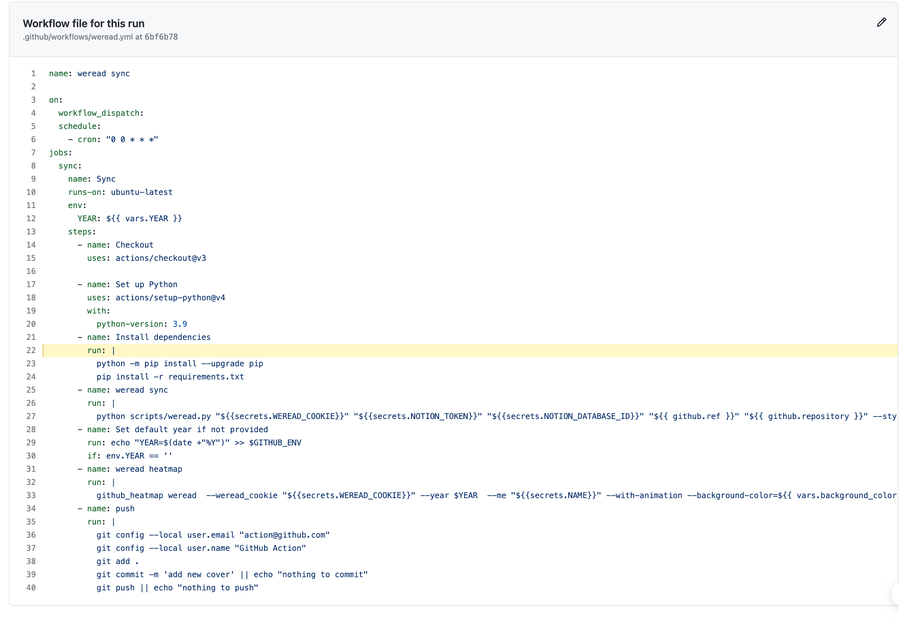 Workflow file for this run
.github/workflows/weread.yml at 6bf6b78
1 name: weread sync
2
3 on:
4 workflow_dispatch:
5 schedule:
6 - cron: "0 0 * * *"
7 jobs:
8 sync:
9 name: Sync
10 runs-on: ubuntu-latest
11 env:
12 YEAR: ${{ vars.YEAR }}
13 steps:
14 - name: Checkout
15 uses: actions/checkout@v3
16
17 - name: Set up Python
18 uses: actions/setup-python@v4
19 with:
20 python-version: 3.9
21 - name: Install dependencies
22 run: |
23 python -m pip install --upgrade pip
24 pip install -r requirements.txt
25 - name: weread sync
26 run: |
27 python scripts/weread.py "${{secrets.WEREAD_COOKIE}}" "${{secrets.NOTION_TOKEN}}" "${{secrets.NOTION_DATABASE_ID}}" "${{ github.ref }}" "${{ github.repository }}" --sty
28 - name: Set default year if not provided
29 run: echo "YEAR=$(date +"%Y")" >> $GITHUB_ENV
30 if: env.YEAR == ''
31 - name: weread heatmap
32 run: |
33 github_heatmap weread --weread_cookie "${{secrets.WEREAD_COOKIE}}" --year $YEAR --me "${{secrets.NAME}}" --with-animation --background-color=${{ vars.background_color
34 - name: push
35 run: |
36 git config --local user.email "action@github.com"
37 git config --local user.name "GitHub Action"
38 git add .
39 git commit -m 'add new cover' || echo "nothing to commit"
40 git push || echo "nothing to push"